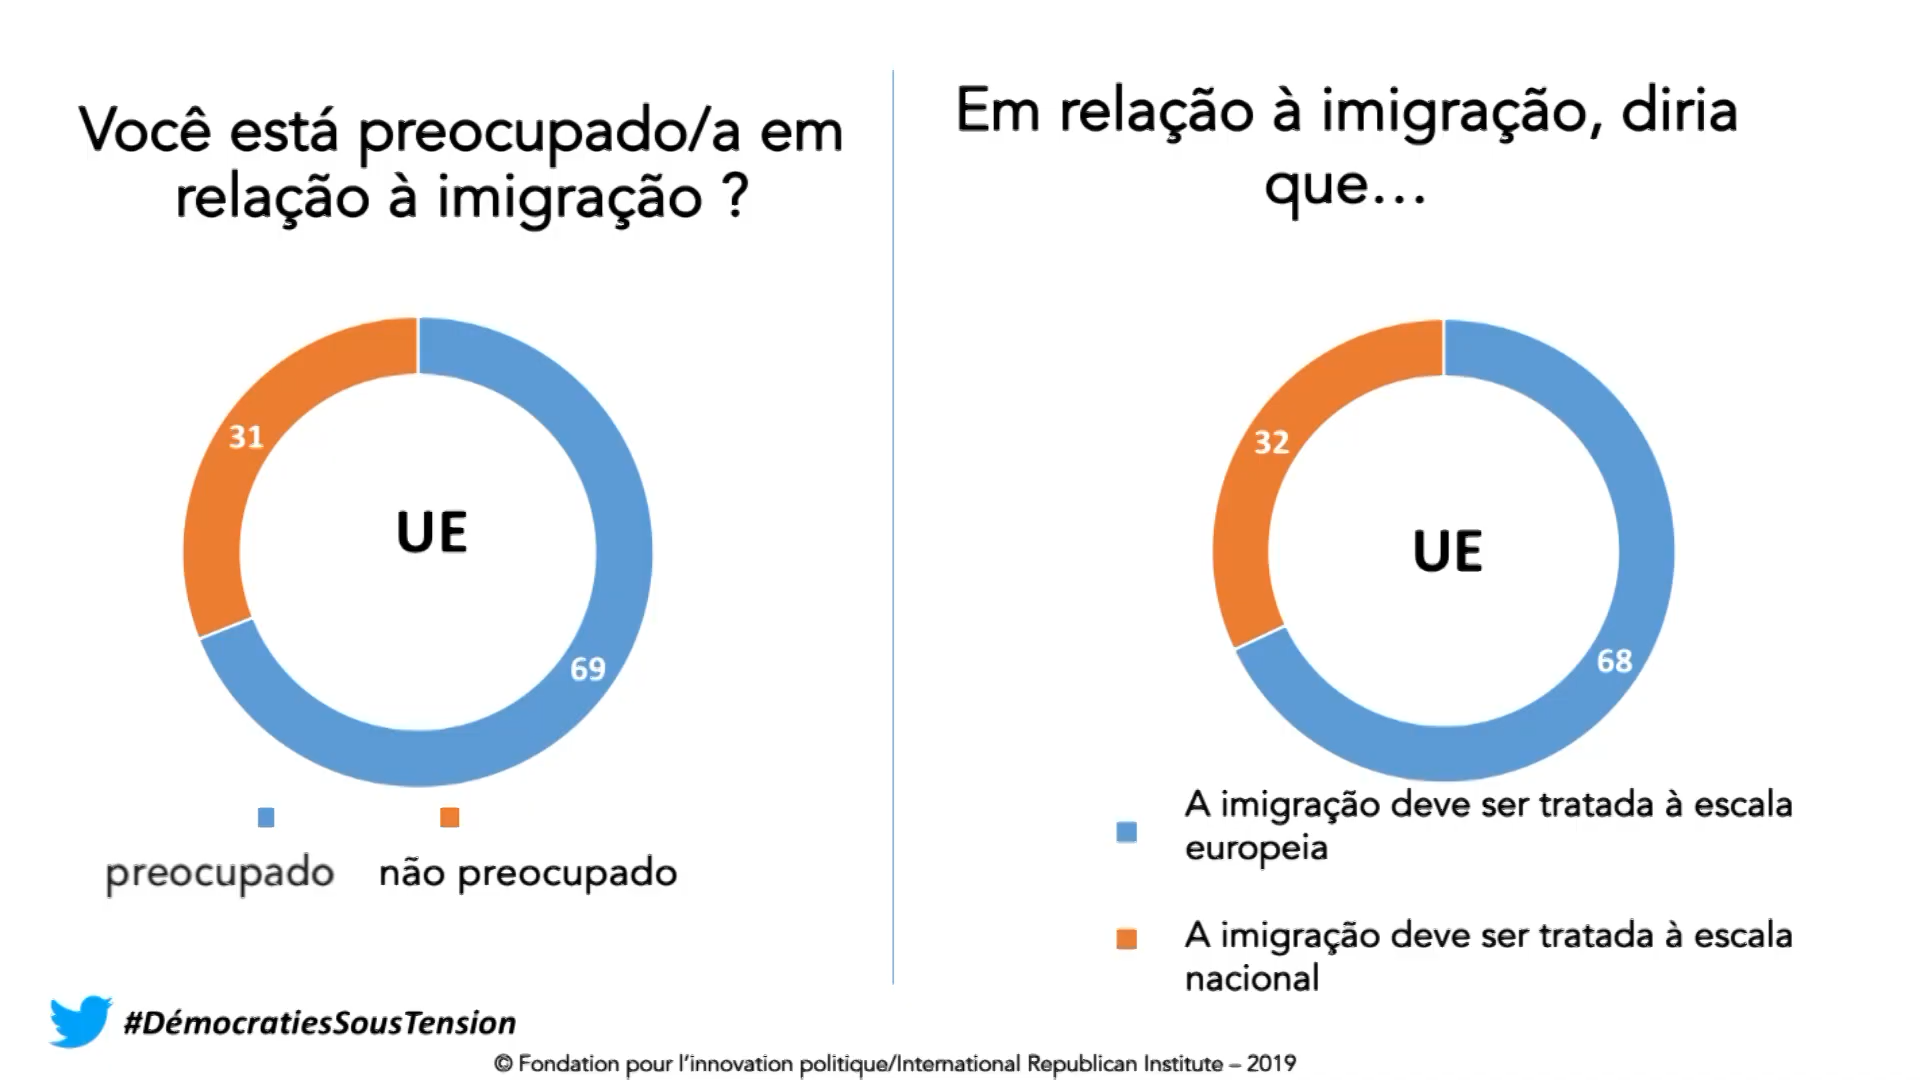 Você está preocupado/a em
relação à imigração ?
31
UE
69
preocupado
não preocupado
Em relação à imigração, diria
que...
32
UE
68
A imigração deve ser tratada à escala
europeia
A imigração deve ser tratada à escala
nacional
#DémocratiesSousTension
© Fondation pour l'innovation politique/International Republican Institute – 2019